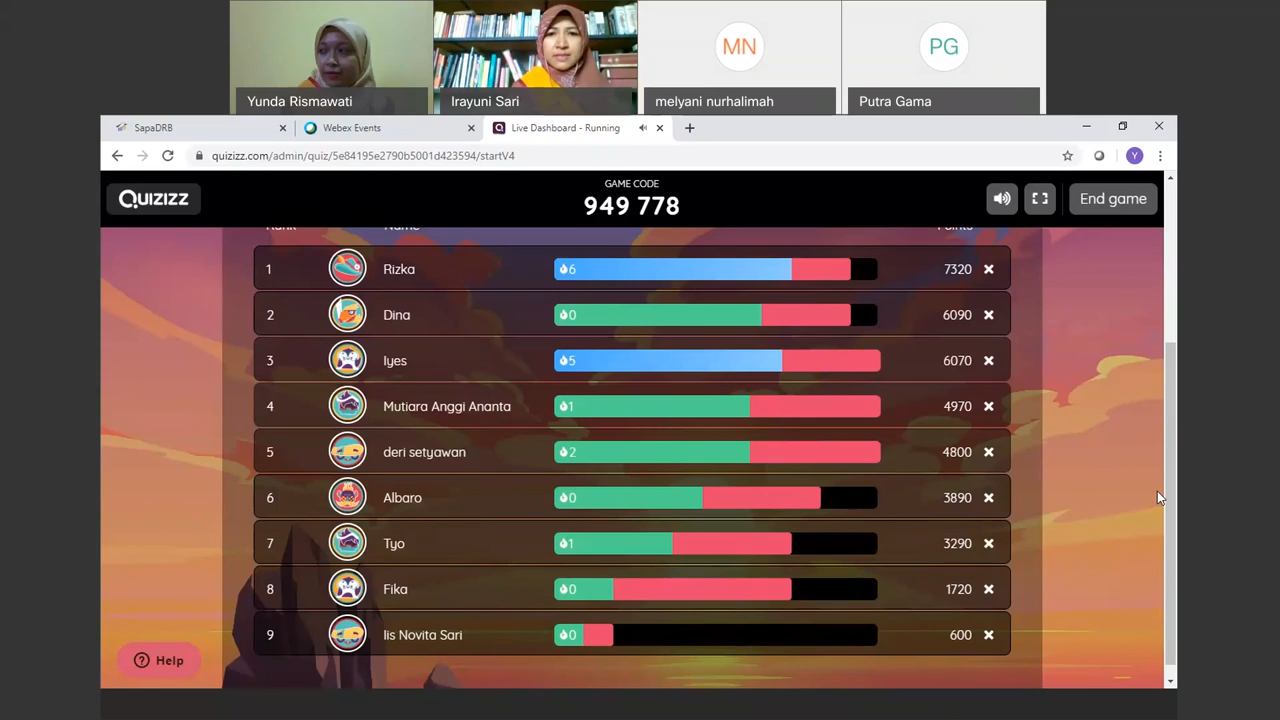 MN
PG
Yunda Rismawati
Irayuni Sari
melyani nurhalimah
Putra Gama
SapaDRB
Webex Events
Live Dashboard - Running
quizizz.com/admin/quiz/5e84195e2790b5001d423594/startV4
Y
QUIZIZZ
GAME CODE
949 778
End game
Rank Name Points
1 Rizka 6 7320
2 Dina 0 6090
3 Iyes 5 6070
4 Mutiara Anggi Ananta 1 4970
5 deri setyawan 2 4800
6 Albaro 0 3890
7 Tyo 1 3290
8 Fika 0 1720
9 Iis Novita Sari 0 600
Help